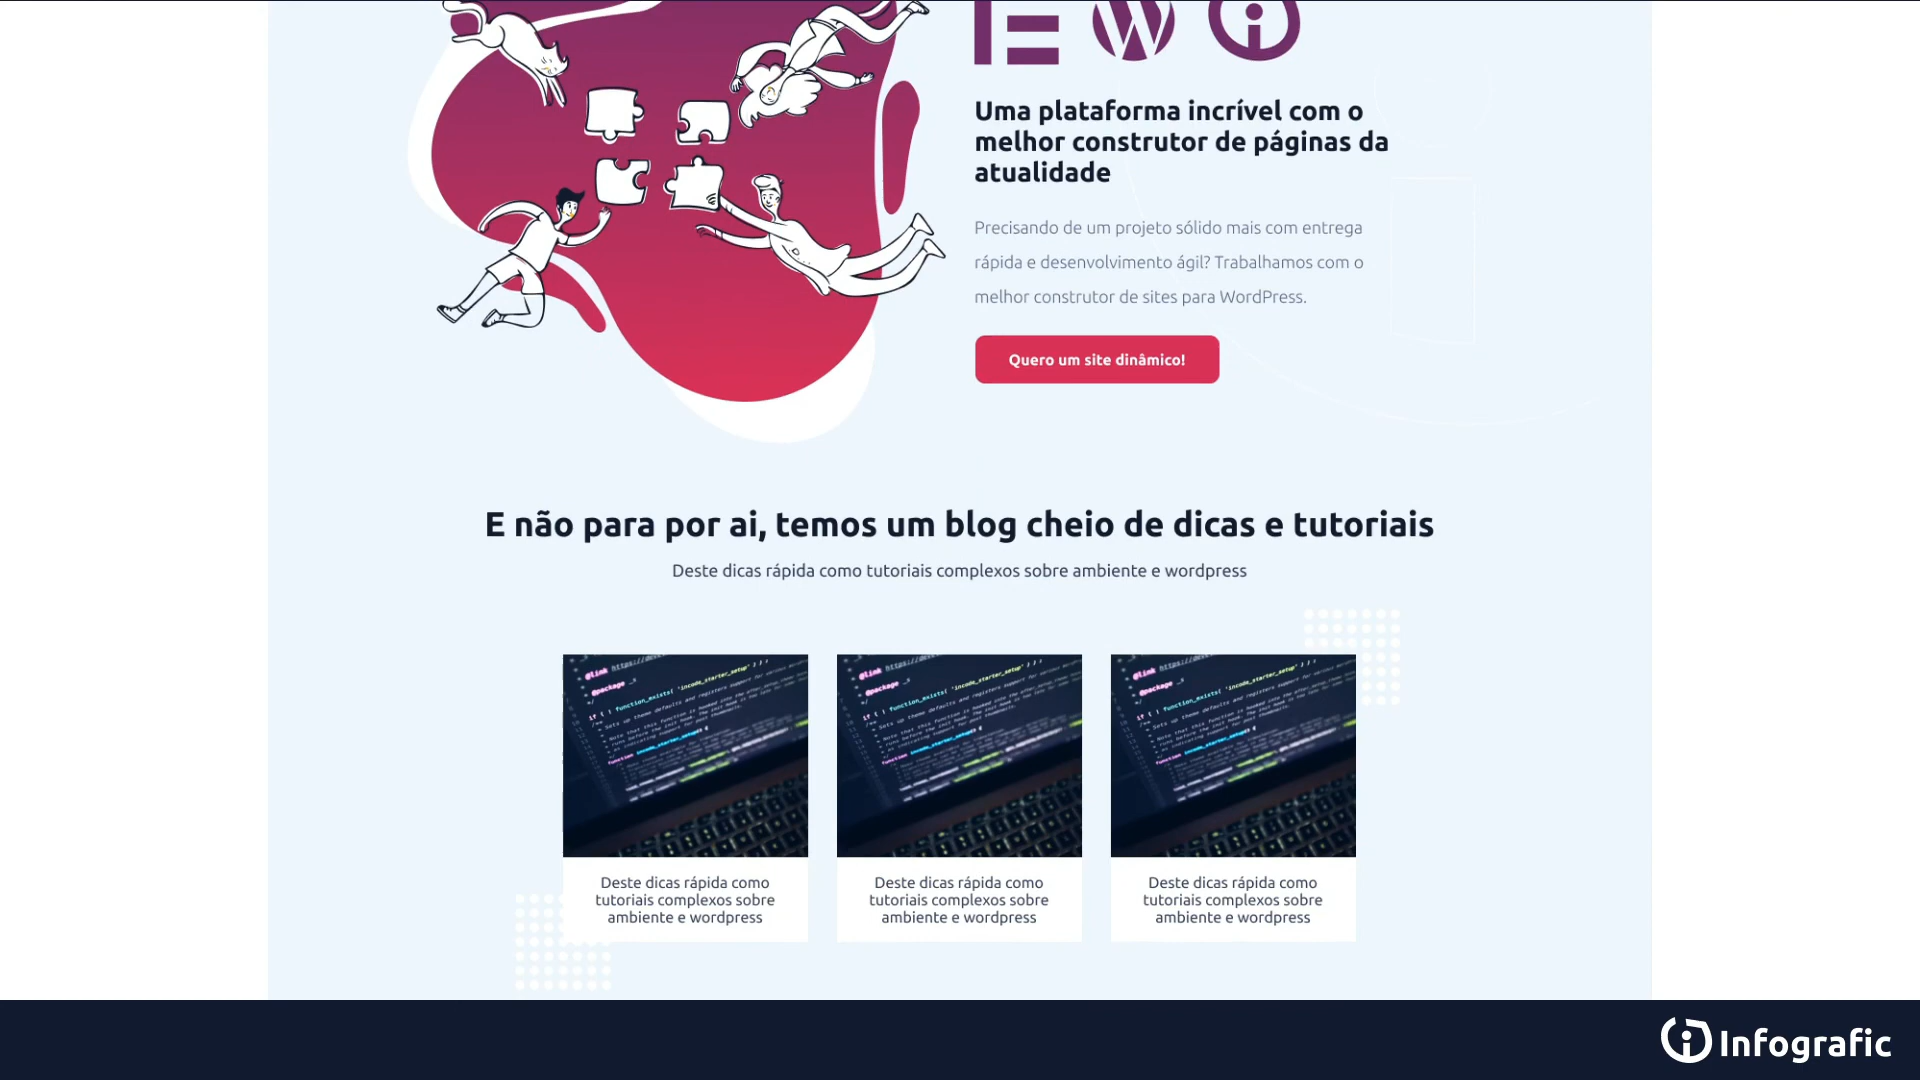 Uma plataforma incrível com o
melhor construtor de páginas da
atualidade
Precisando de um projeto sólido mais com entrega
rápida e desenvolvimento ágil? Trabalhamos com o
melhor construtor de sites para WordPress.
Quero um site dinâmico!
E não para por ai, temos um blog cheio de dicas e tutoriais
Deste dicas rápida como tutoriais complexos sobre ambiente e wordpress
Deste dicas rápida como
tutoriais complexos sobre
ambiente e wordpress
Deste dicas rápida como
tutoriais complexos sobre
ambiente e wordpress
Deste dicas rápida como
tutoriais complexos sobre
ambiente e wordpress
Infografic